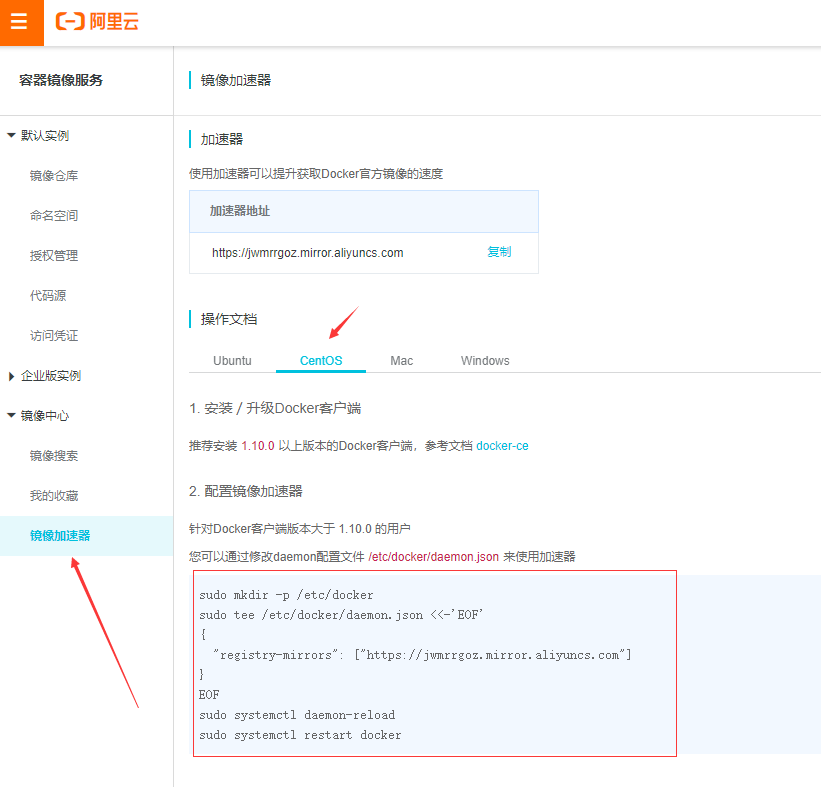 阿里云
容器镜像服务
默认实例
镜像仓库
命名空间
授权管理
代码源
访问凭证
企业版实例
镜像中心
镜像搜索
我的收藏
镜像加速器
镜像加速器
加速器
使用加速器可以提升获取Docker官方镜像的速度
加速器地址
https://jwmrrgoz.mirror.aliyuncs.com 复制
操作文档
Ubuntu CentOS Mac Windows
1. 安装 / 升级Docker客户端
推荐安装 1.10.0 以上版本的Docker客户端，参考文档 docker-ce
2. 配置镜像加速器
针对Docker客户端版本大于 1.10.0 的用户
您可以通过修改daemon配置文件 /etc/docker/daemon.json 来使用加速器
sudo mkdir -p /etc/docker
sudo tee /etc/docker/daemon.json <<-'EOF'
{
  "registry-mirrors": ["https://jwmrrgoz.mirror.aliyuncs.com"]
}
EOF
sudo systemctl daemon-reload
sudo systemctl restart docker